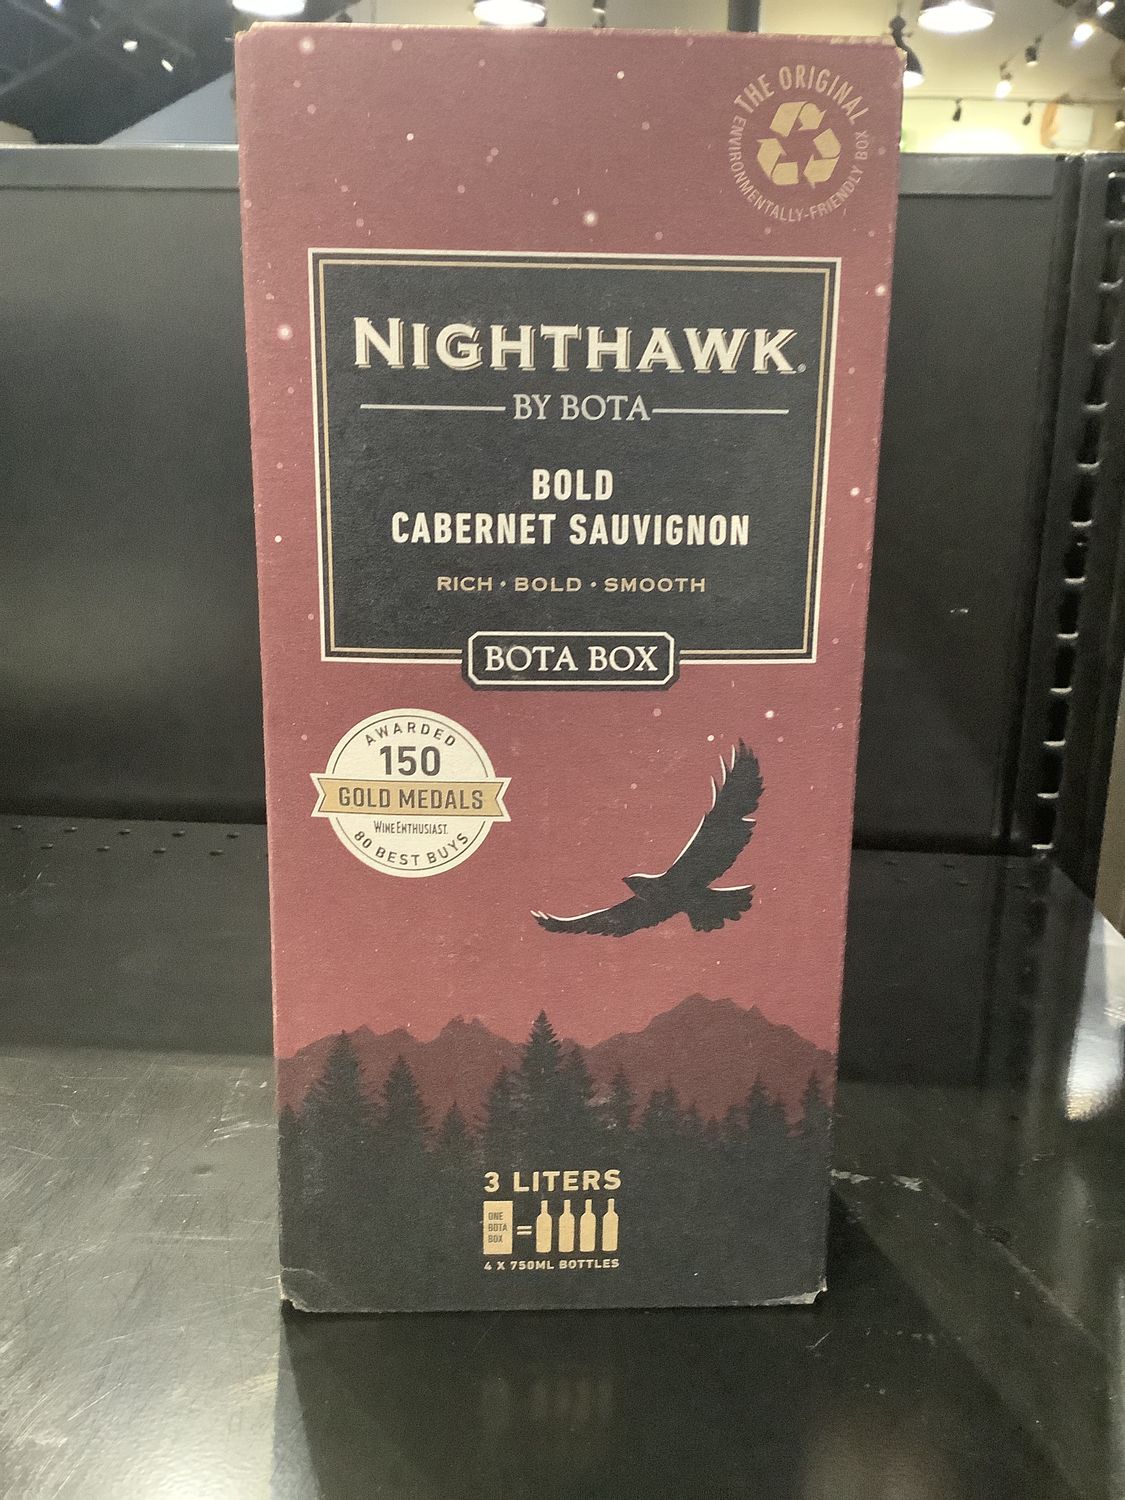 THE ORIGINAL
ENVIRONMENTALLY-FRIENDLY BOX
NIGHTHAWK®
BY BOTA
BOLD
CABERNET SAUVIGNON
RICH • BOLD • SMOOTH
BOTA BOX
AWARDED
150
GOLD MEDALS
WINE ENTHUSIAST
80 BEST BUYS
3 LITERS
ONE
BOTA
BOX
=
4 X 750ML BOTTLES